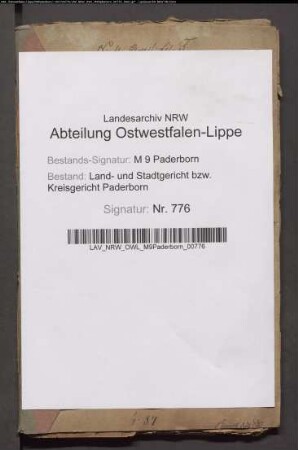 Landesarchiv NRW
Abteilung Ostwestfalen-Lippe
Bestands-Signatur: M 9 Paderborn
Bestand: Land- und Stadtgericht bzw.
Kreisgericht Paderborn
Signatur: Nr. 776
LAV_NRW_OWL_M9Paderborn_00776